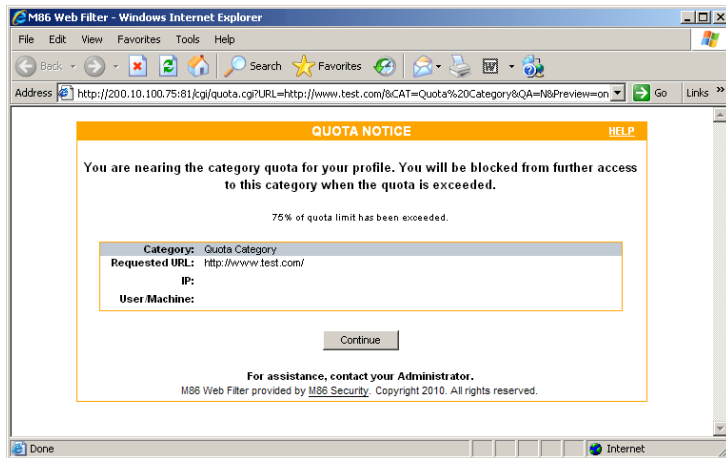 M86 Web Filter - Windows Internet Explorer
File Edit View Favorites Tools Help
Back Search Favorites
Address http://200.10.100.75:81/cgi/quota.cgi?URL=http://www.test.com/&CAT=Quota%20Category&QA=N&Preview=on Go Links »
QUOTA NOTICE HELP
You are nearing the category quota for your profile. You will be blocked from further access
to this category when the quota is exceeded.
75% of quota limit has been exceeded.
Category: Quota Category
Requested URL: http://www.test.com/
IP:
User/Machine:
Continue
For assistance, contact your Administrator.
M86 Web Filter provided by M86 Security. Copyright 2010. All rights reserved.
Done Internet